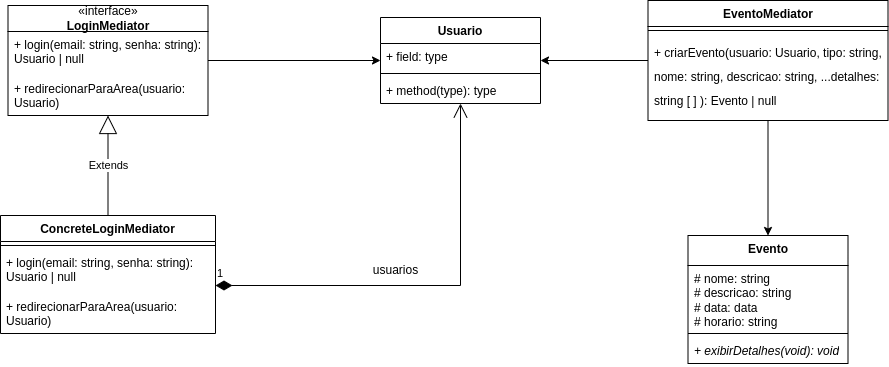 «interface»
LoginMediator
+ login(email: string, senha: string):
Usuario | null
+ redirecionarParaArea(usuario:
Usuario)
Usuario
+ field: type
+ method(type): type
EventoMediator
+ criarEvento(usuario: Usuario, tipo: string,
nome: string, descricao: string, ...detalhes:
string [ ] ): Evento | null
Extends
ConcreteLoginMediator
+ login(email: string, senha: string):
Usuario | null
+ redirecionarParaArea(usuario:
Usuario)
1
usuarios
Evento
# nome: string
# descricao: string
# data: data
# horario: string
+ exibirDetalhes(void): void